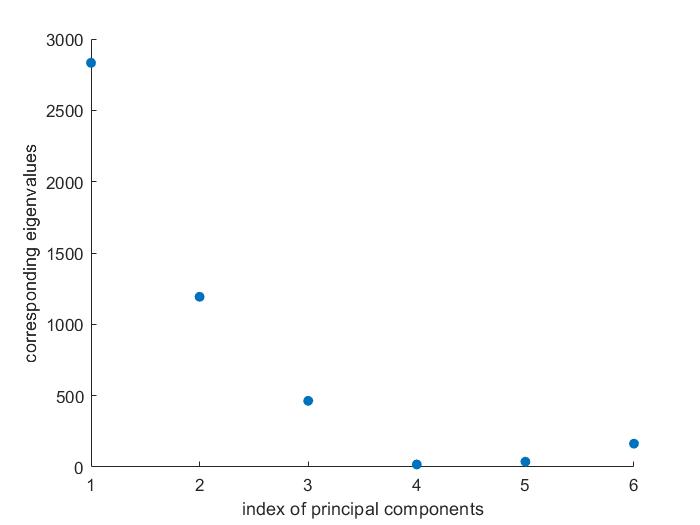 3000
2500
2000
1500
1000
500
0
corresponding eigenvalues
1 2 3 4 5 6
index of principal components